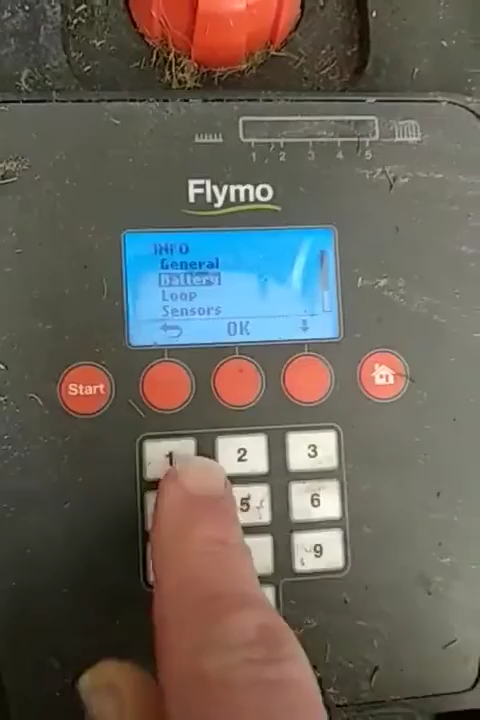 1 2 3 4 5
Flymo
INFO
General
Battery
Loop
Sensors
OK
Start
1 2 3
5 6
9